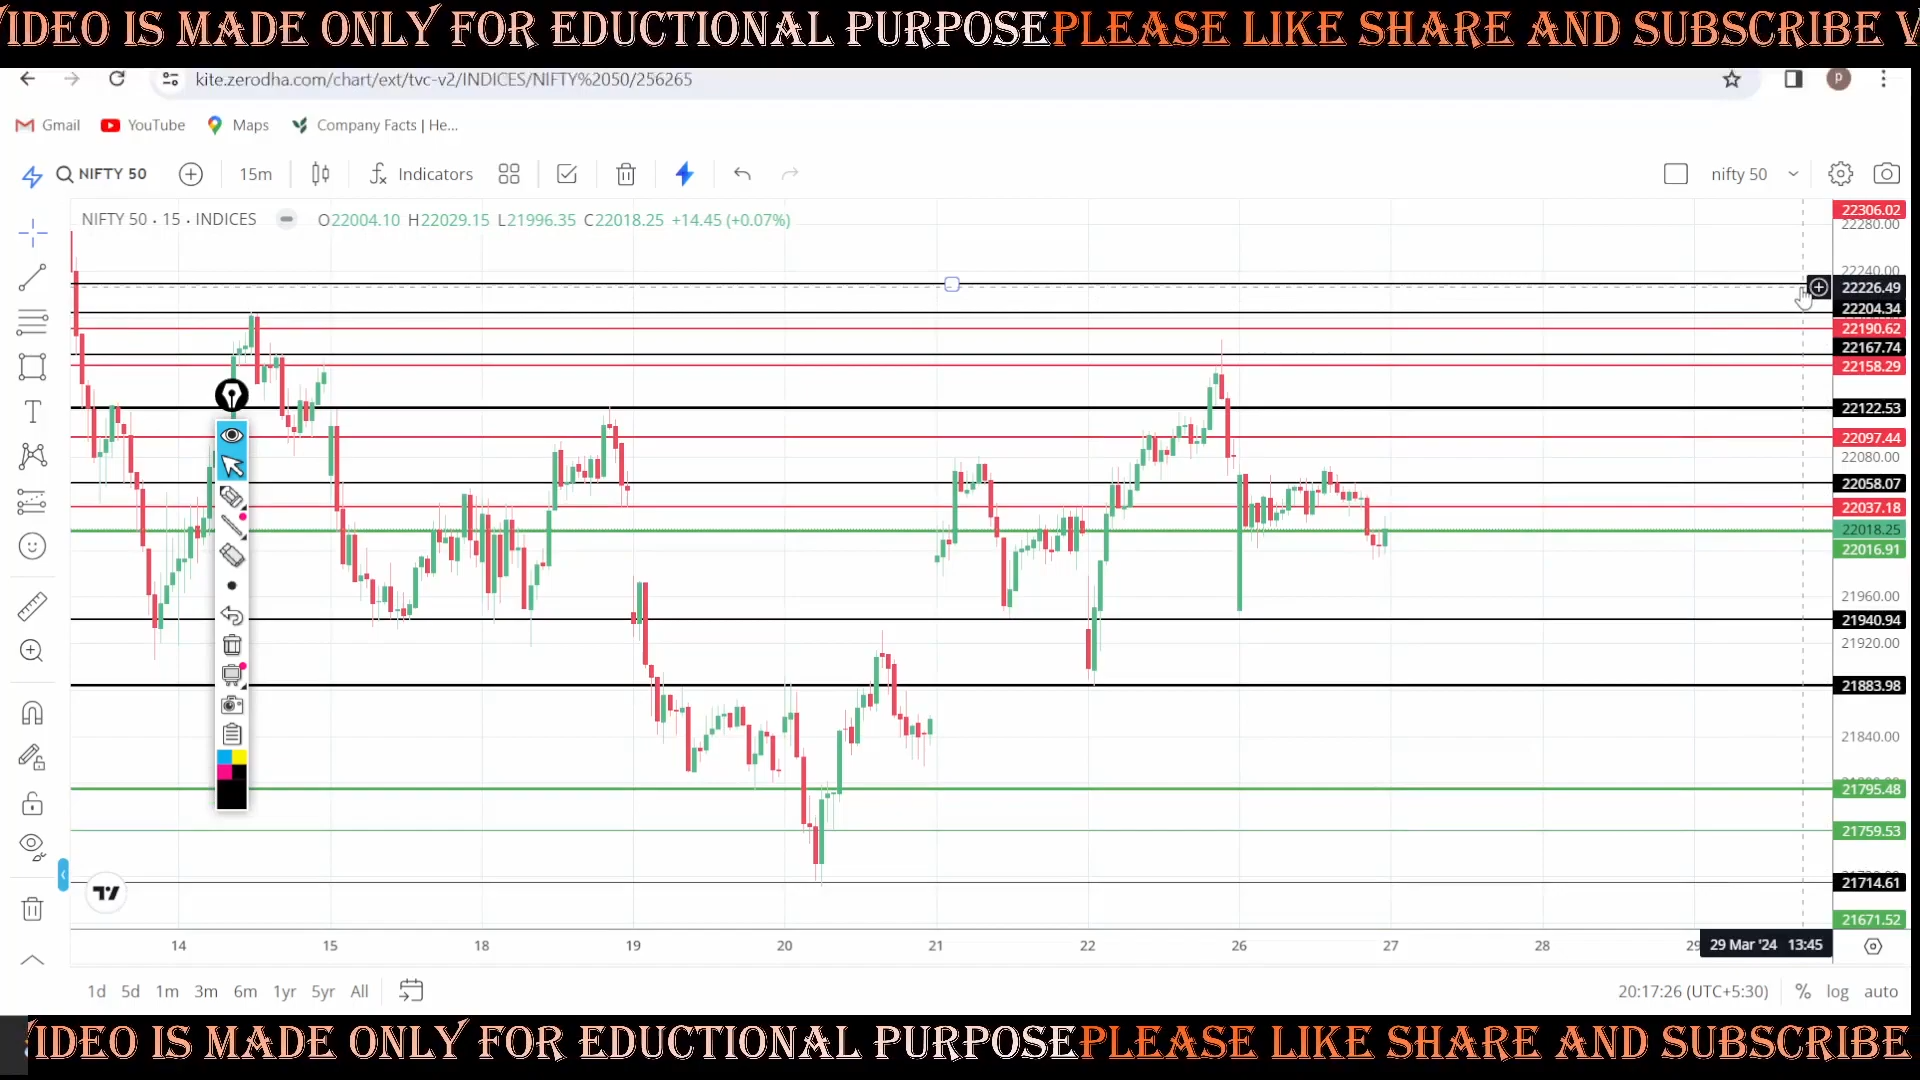 VIDEO IS MADE ONLY FOR EDUCTIONAL PURPOSEPLEASE LIKE SHARE AND SUBSCRIBE V
kite.zerodha.com/chart/ext/tvc-v2/INDICES/NIFTY%2050/256265
P
Gmail YouTube Maps Company Facts | He...
NIFTY 50 15m Indicators nifty 50
NIFTY 50 · 15 · INDICES O22004.10 H22029.15 L21996.35 C22018.25 +14.45 (+0.07%)
22306.02
22280.00
22240.00
22226.49
22204.34
22190.62
22167.74
22158.29
22122.53
22097.44
22080.00
22058.07
22037.18
22018.25
22016.91
21960.00
21940.94
21920.00
21883.98
21840.00
21795.48
21759.53
21714.61
21671.52
14 15 18 19 20 21 22 26 27 28 29 29 Mar '24 13:45
1d 5d 1m 3m 6m 1yr 5yr All 20:17:26 (UTC+5:30) % log auto
VIDEO IS MADE ONLY FOR EDUCTIONAL PURPOSEPLEASE LIKE SHARE AND SUBSCRIBE